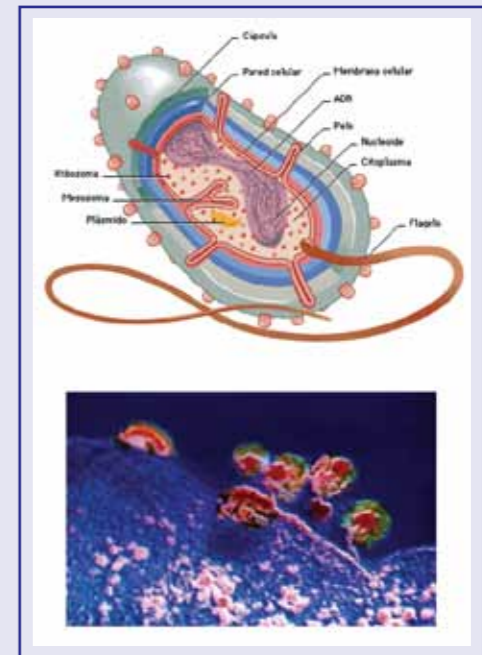 Cápsula
Pared celular
Membrana celular
ADN
Pelo
Nucleoide
Citoplasma
Ribosoma
Mesosoma
Plásmido
Flagelo